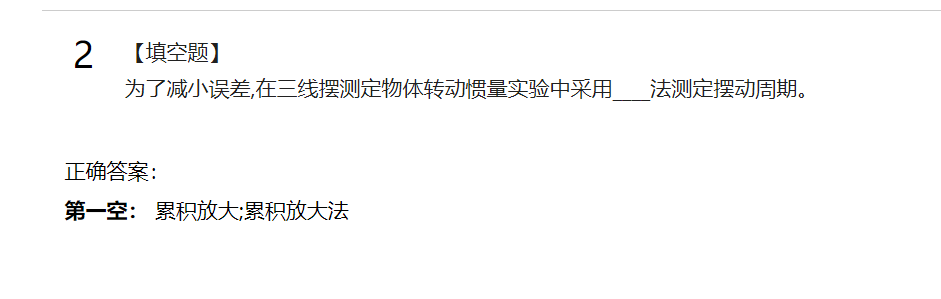 2
【填空题】
为了减小误差,在三线摆测定物体转动惯量实验中采用____法测定摆动周期。
正确答案：
第一空： 累积放大;累积放大法